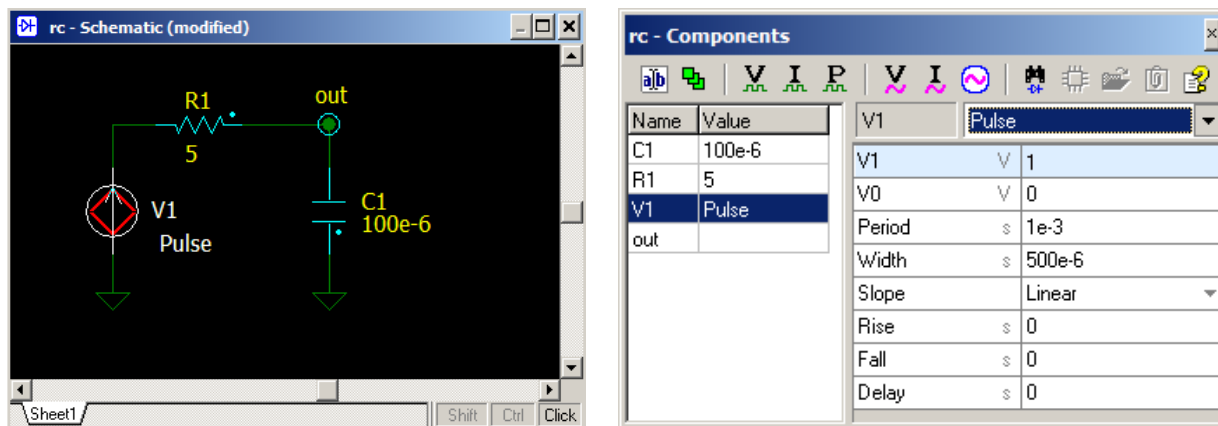 rc - Schematic (modified)
R1
5
out
V1
Pulse
C1
100e-6
Sheet1
Shift
Ctrl
Click
rc - Components
a|b
V I P V I
Name Value
C1 100e-6
R1 5
V1 Pulse
out
V1 Pulse
V1 V 1
V0 V 0
Period s 1e-3
Width s 500e-6
Slope Linear
Rise s 0
Fall s 0
Delay s 0